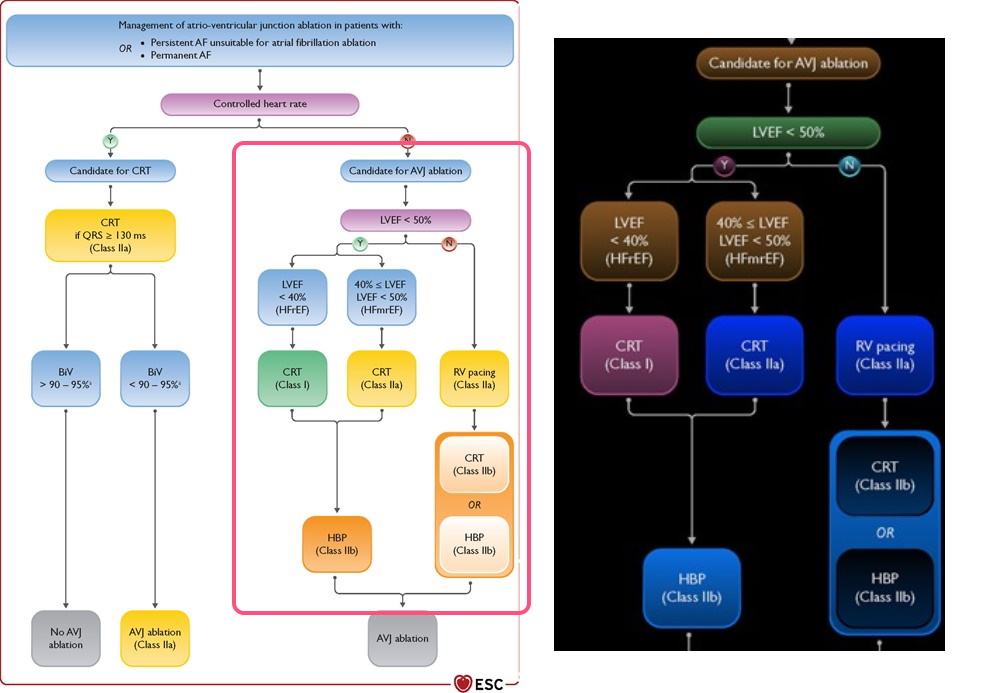 Management of atrio-ventricular junction ablation in patients with:
OR
• Persistent AF unsuitable for atrial fibrillation ablation
• Permanent AF
Controlled heart rate
Y
N
Candidate for CRT
CRT
if QRS ≥ 130 ms
(Class IIa)
BiV
> 90 – 95%
BiV
< 90 – 95%
No AVJ
ablation
AVJ ablation
(Class IIa)
Candidate for AVJ ablation
LVEF < 50%
Y
N
LVEF
< 40%
(HFrEF)
40% ≤ LVEF
LVEF < 50%
(HFmrEF)
CRT
(Class I)
CRT
(Class IIa)
RV pacing
(Class IIa)
CRT
(Class IIb)
OR
HBP
(Class IIb)
HBP
(Class IIb)
AVJ ablation
ESC
Candidate for AVJ ablation
LVEF < 50%
Y
N
LVEF
< 40%
(HFrEF)
40% ≤ LVEF
LVEF < 50%
(HFmrEF)
CRT
(Class I)
CRT
(Class IIa)
RV pacing
(Class IIa)
CRT
(Class IIb)
OR
HBP
(Class IIb)
HBP
(Class IIb)